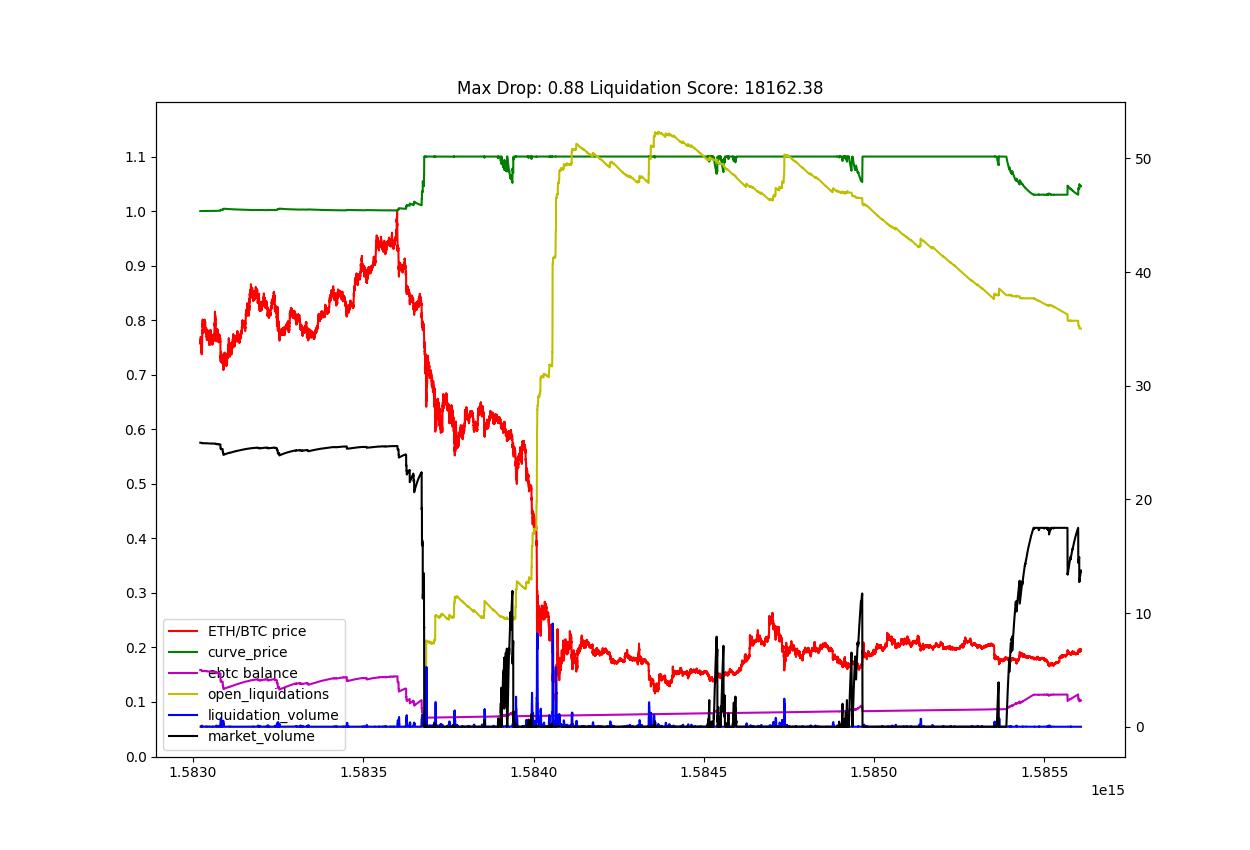 Max Drop: 0.88 Liquidation Score: 18162.38
1.1
1.0
0.9
0.8
0.7
0.6
0.5
0.4
0.3
0.2
0.1
0.0
50
40
30
20
10
0
ETH/BTC price
curve_price
ebtc balance
open_liquidations
liquidation_volume
market_volume
1.5830 1.5835 1.5840 1.5845 1.5850 1.5855
1e15